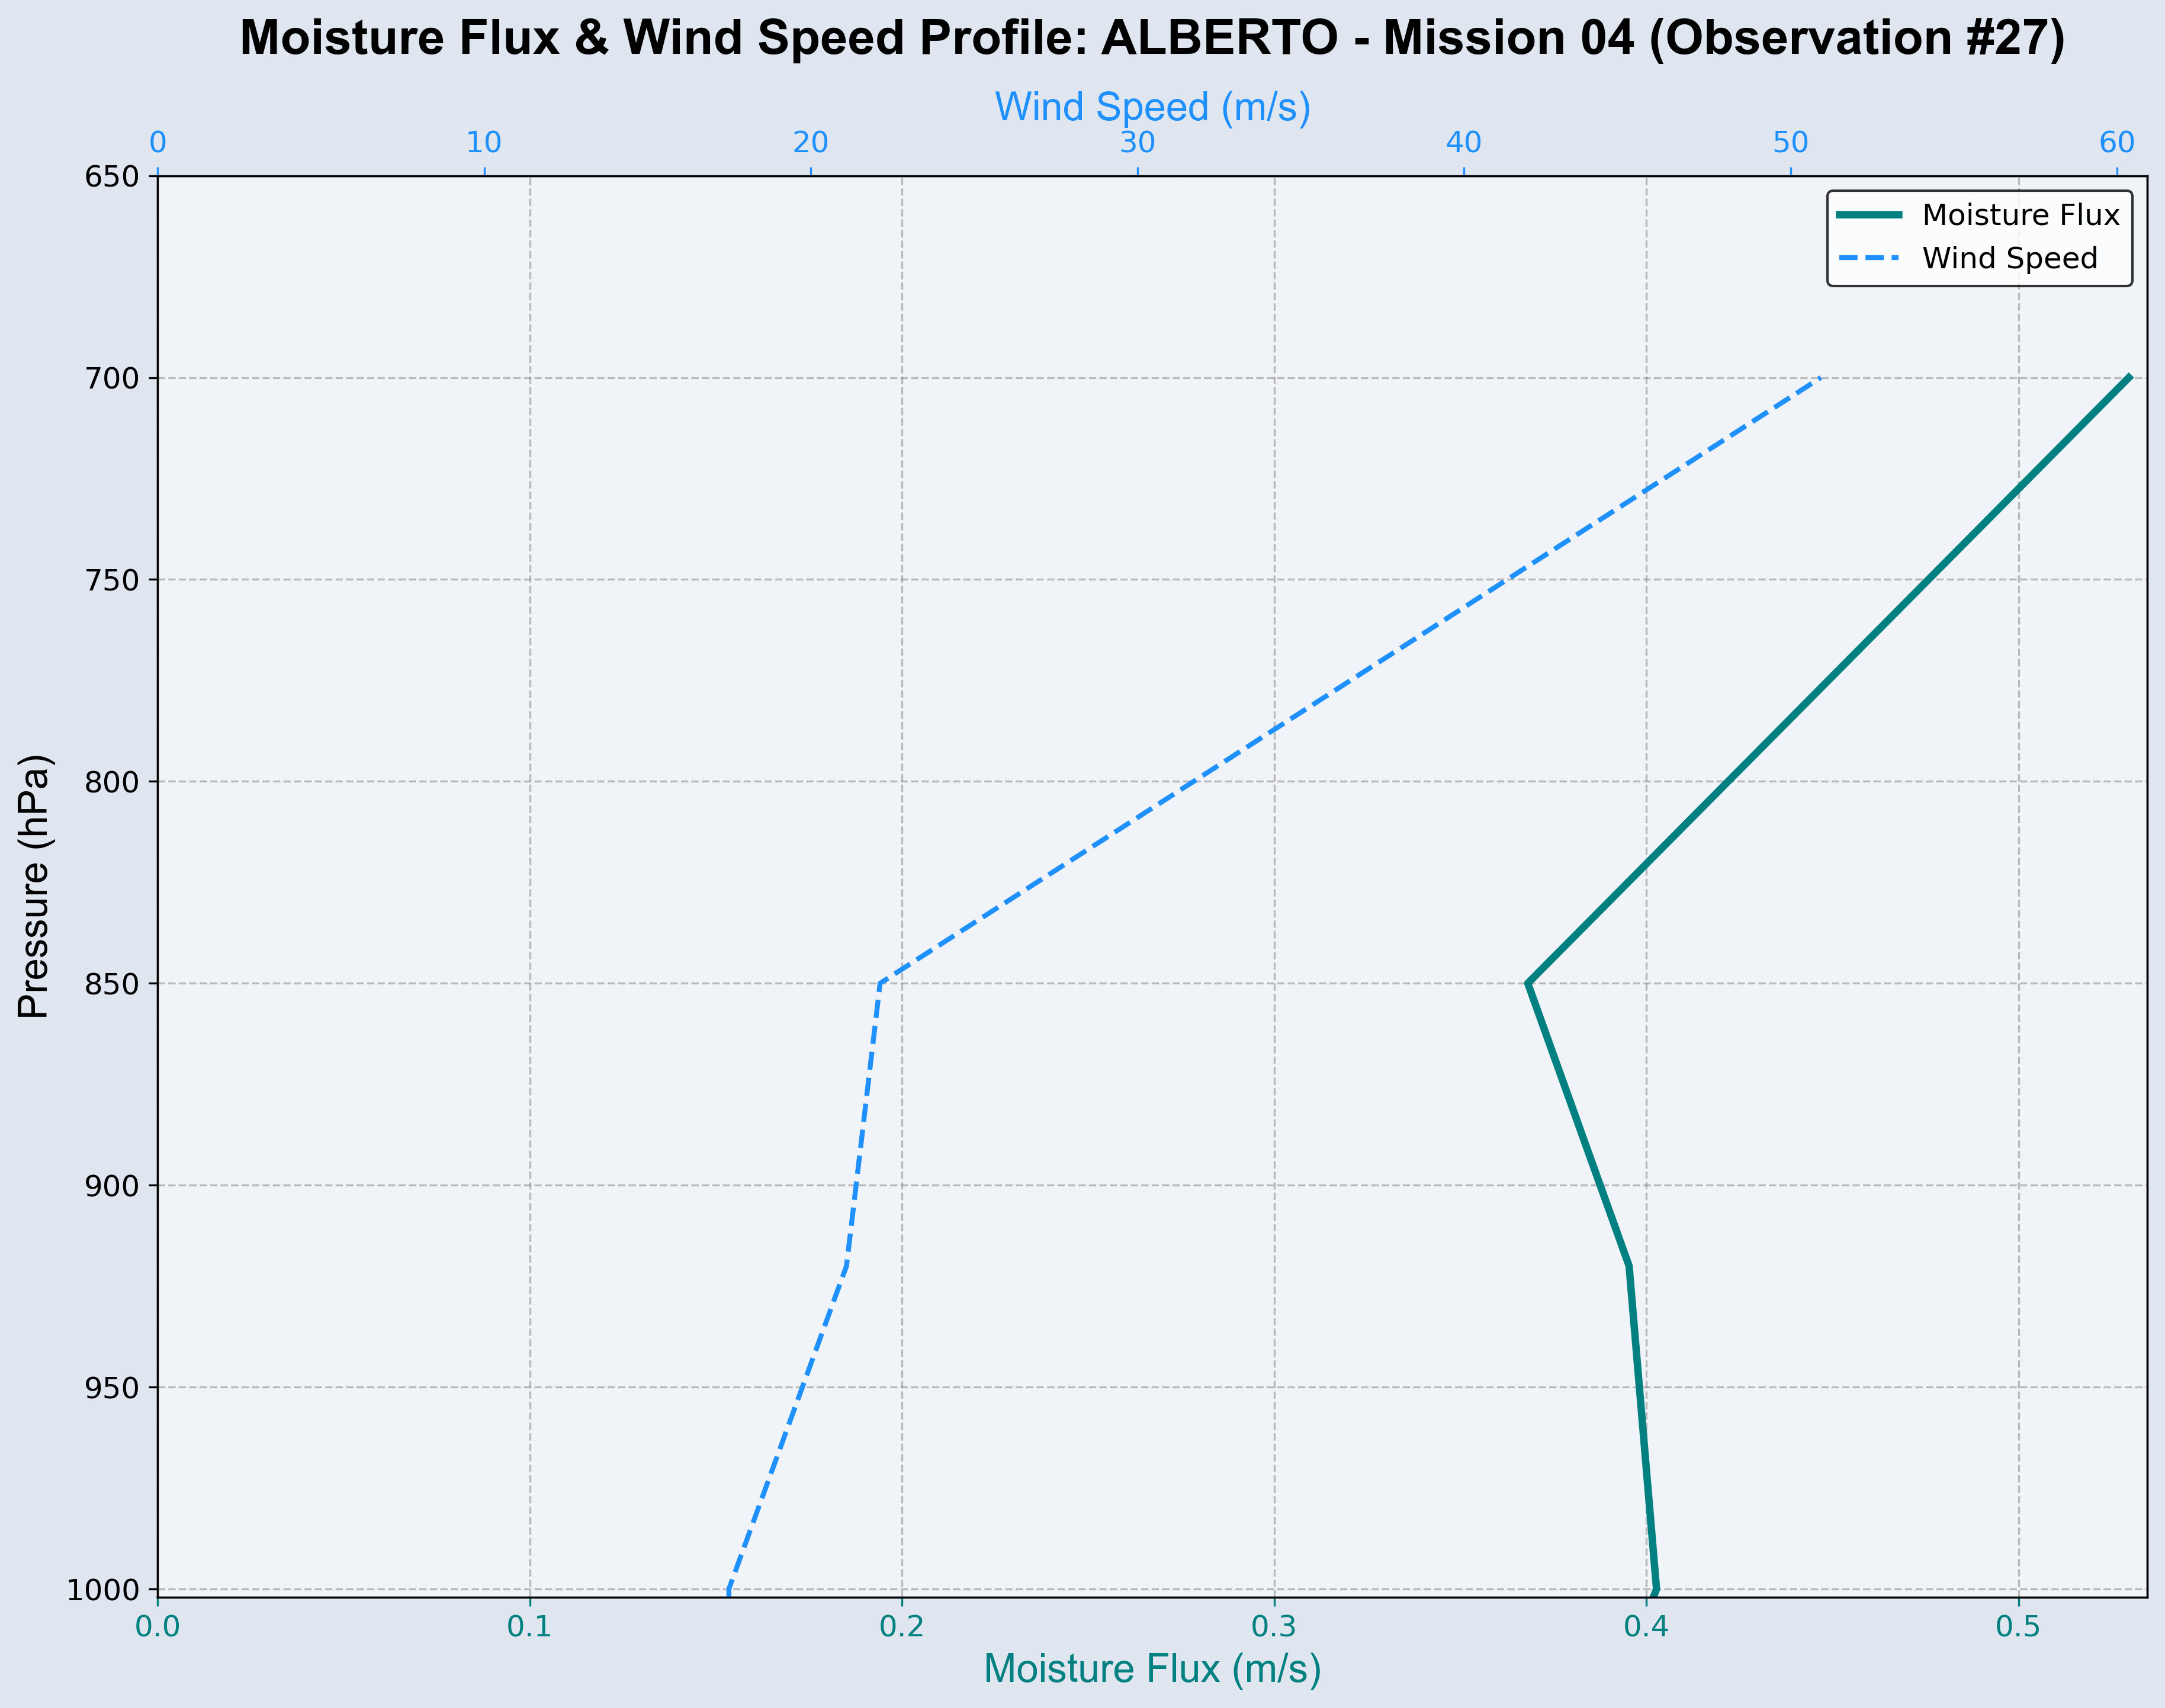 Moisture Flux & Wind Speed Profile: ALBERTO - Mission 04 (Observation #27)
Wind Speed (m/s)
0 10 20 30 40 50 60
Moisture Flux
Wind Speed
Pressure (hPa)
650
700
750
800
850
900
950
1000
0.0 0.1 0.2 0.3 0.4 0.5
Moisture Flux (m/s)